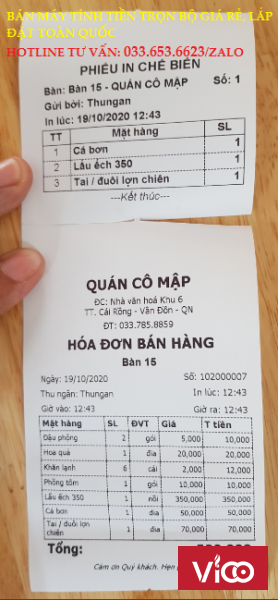 BÁN MÁY TÍNH TIỀN TRỌN BỘ GIÁ RẺ, LẮP
ĐẶT TOÀN QUỐC
HOTLINE TƯ VẤN: 033.653.6623/ZALO
PHIẾU IN CHẾ BIẾN
Bàn: Bàn 15 - QUÁN CÔ MẬP Số: 1
Gửi bởi: Thungan
In lúc: 19/10/2020 12:43
TT Mặt hàng SL
1 Cá bơn 1
2 Lẩu ếch 350 1
3 Tai / đuôi lợn chiên 1
---Kết thúc---
QUÁN CÔ MẬP
ĐC: Nhà văn hoá Khu 6
TT. Cái Rồng - Vân Đồn - QN
ĐT: 033.785.8859
HÓA ĐƠN BÁN HÀNG
Bàn 15
Ngày: 19/10/2020 Số: 102000007
Thu ngân: Thungan In lúc: 12:43
Giờ vào: 12:43 Giờ ra: 12:43
Mặt hàng SL ĐVT Giá T tiền
Đậu phông 2 gói 5,000 10,000
Hoa quả 1 đĩa 20,000 20,000
Khăn lạnh 6 cái 2,000 12,000
Phồng tôm 1 gói 10,000 10,000
Lẩu ếch 350 1 nồi 350,000 350,000
Cá bơn 1 đĩa 50,000 50,000
Tai / đuôi lợn chiên 1 đĩa 70,000 70,000
Tổng:
Cảm ơn Quý khách. Hẹn
ViCO